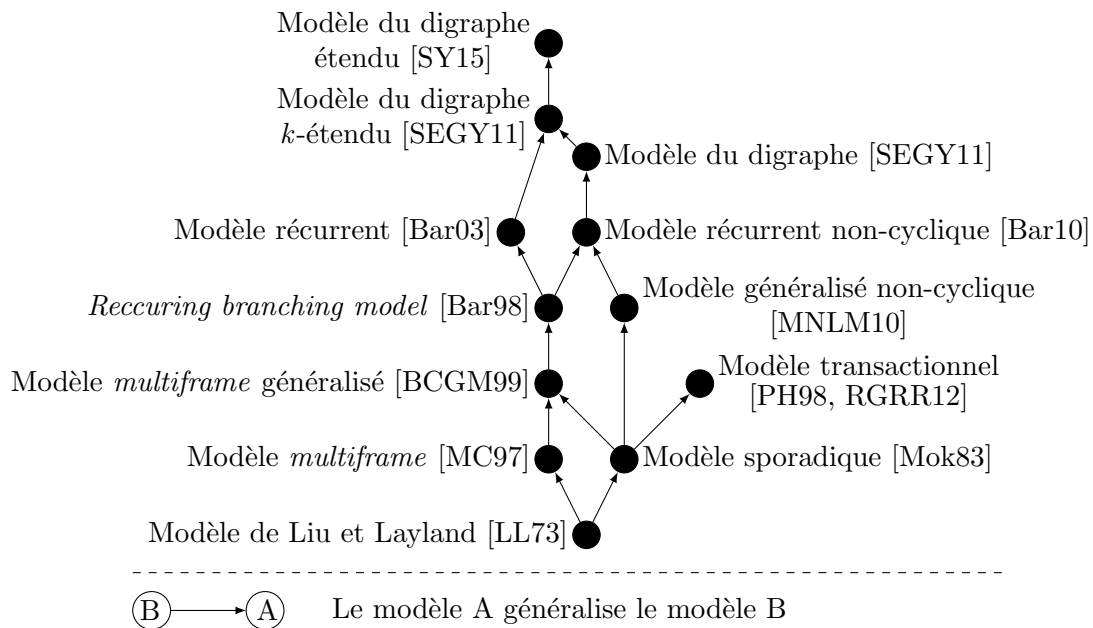 Modèle du digraphe
étendu [SY15]
Modèle du digraphe
k-étendu [SEGY11]
Modèle du digraphe [SEGY11]
Modèle récurrent [Bar03]
Modèle récurrent non-cyclique [Bar10]
Reccuring branching model [Bar98]
Modèle généralisé non-cyclique
[MNLM10]
Modèle multiframe généralisé [BCGM99]
Modèle transactionnel
[PH98, RGRR12]
Modèle multiframe [MC97]
Modèle sporadique [Mok83]
Modèle de Liu et Layland [LL73]
B A Le modèle A généralise le modèle B